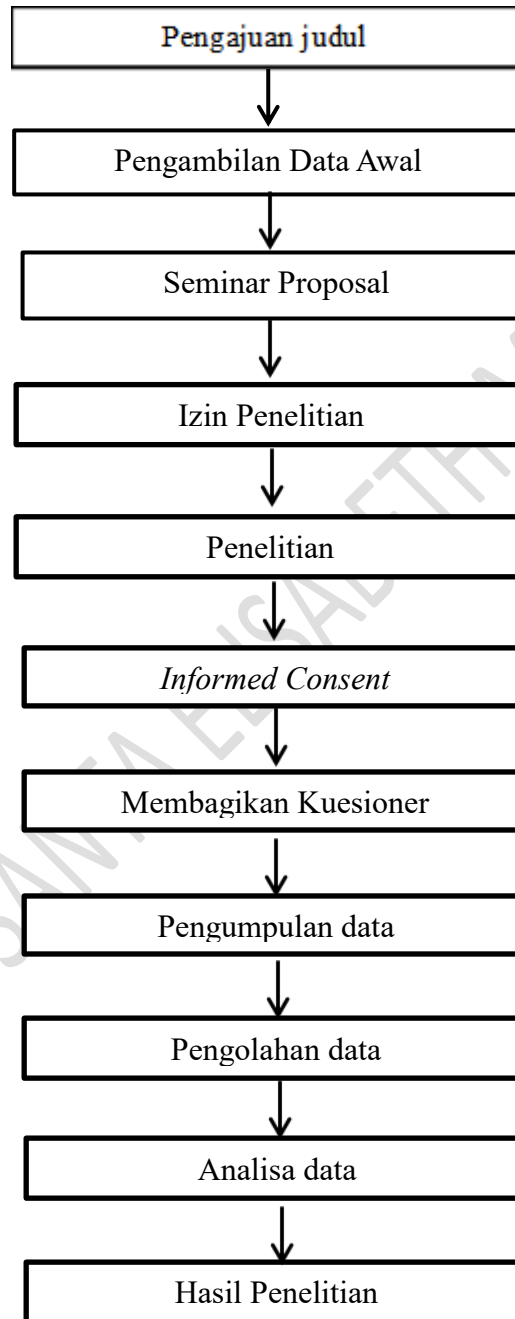 Pengajuan judul
Pengambilan Data Awal
Seminar Proposal
Izin Penelitian
Penelitian
Informed Consent
Membagikan Kuesioner
Pengumpulan data
Pengolahan data
Analisa data
Hasil Penelitian